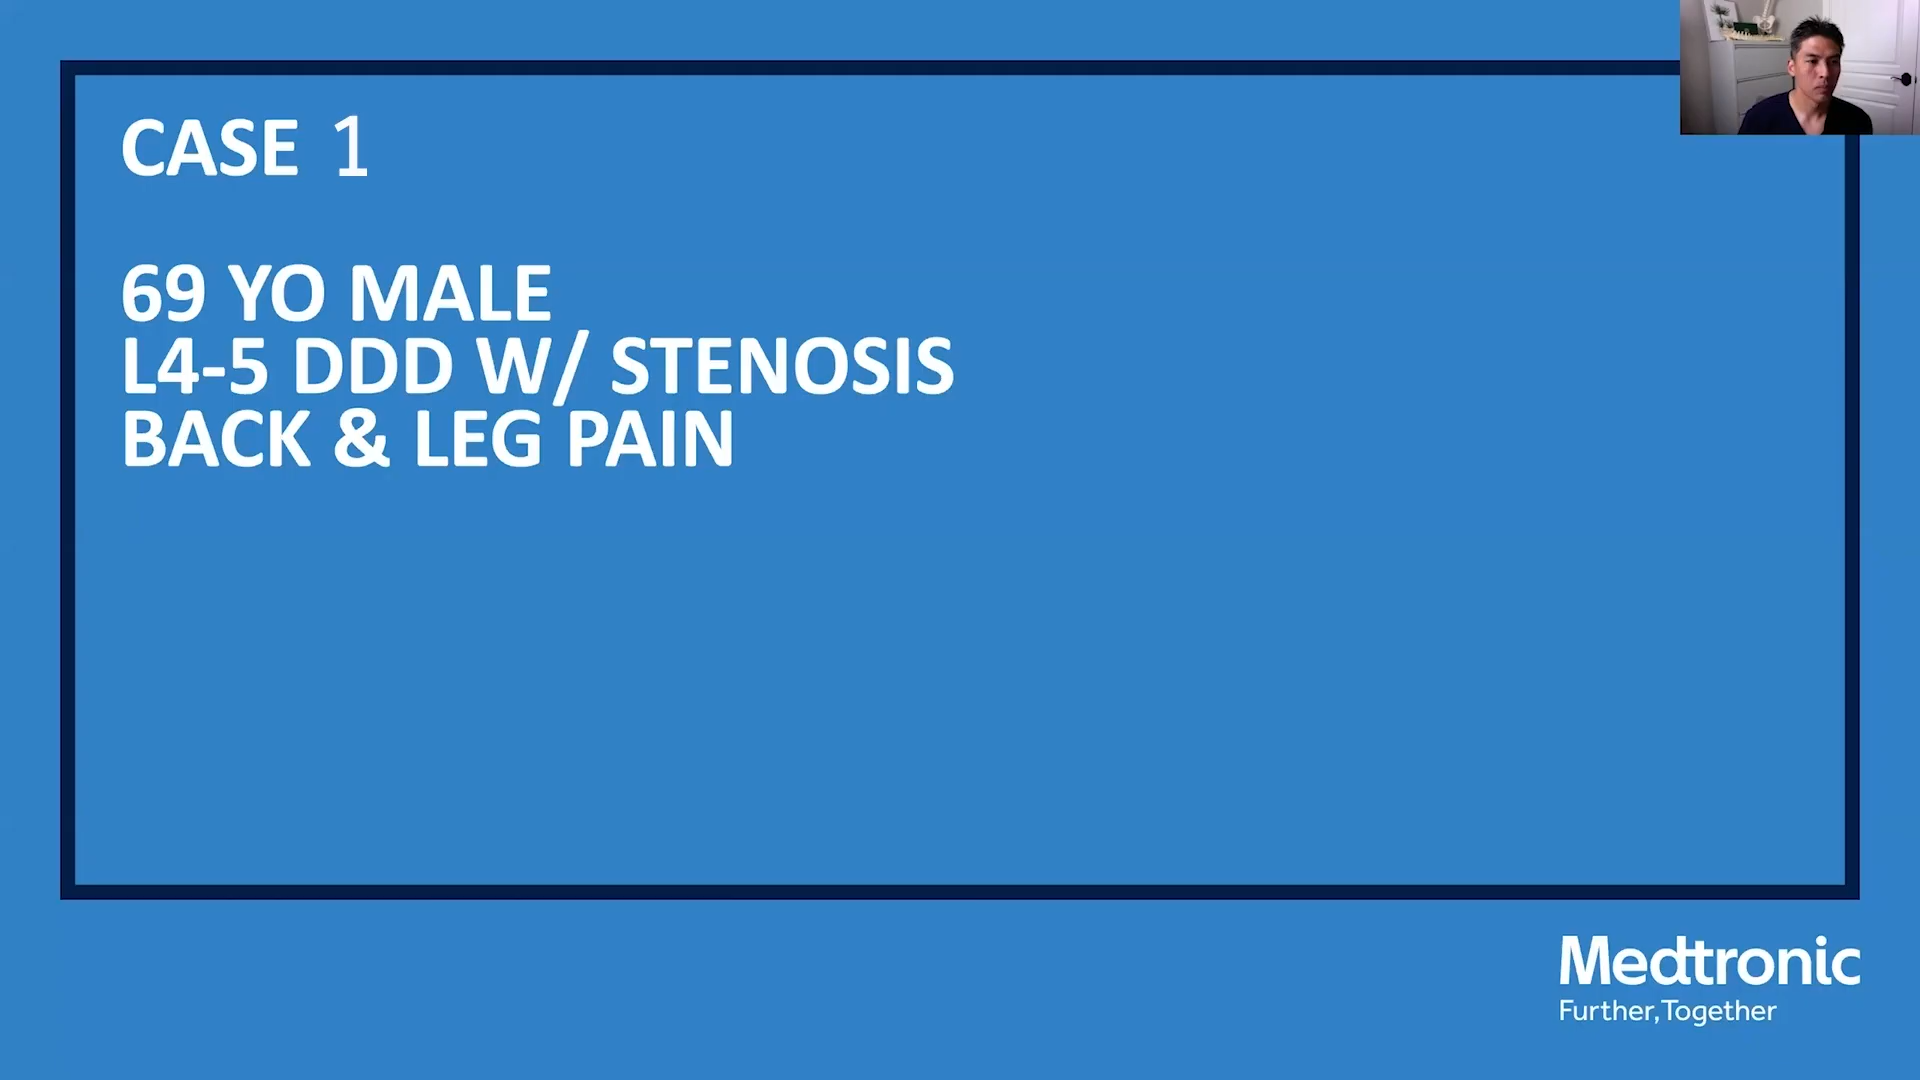 CASE 1
69 YO MALE
L4-5 DDD W/ STENOSIS
BACK & LEG PAIN
Medtronic
Further, Together